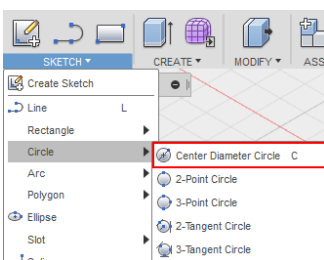 SKETCH CREATE MODIFY ASS
Create Sketch
Line L
Rectangle
Circle
Center Diameter Circle C
Arc
2-Point Circle
Polygon
3-Point Circle
Ellipse
2-Tangent Circle
Slot
3-Tangent Circle